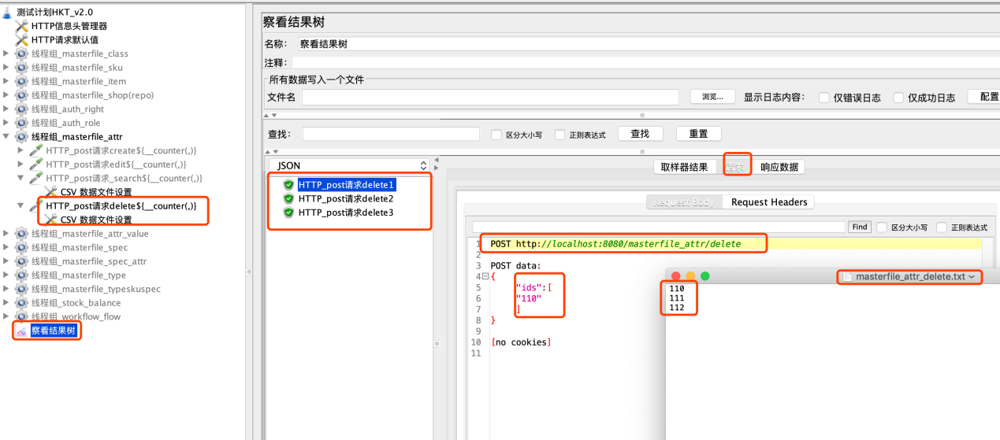 测试计划HKT_v2.0
HTTP信息头管理器
HTTP请求默认值
线程组_masterfile_class
线程组_masterfile_sku
线程组_masterfile_item
线程组_masterfile_shop(repo)
线程组_auth_right
线程组_auth_role
线程组_masterfile_attr
HTTP_post请求create${__counter(,)}
HTTP_post请求edit${__counter(,)}
HTTP_post请求_search${__counter(,)}
CSV 数据文件设置
HTTP_post请求delete${__counter(,)}
CSV 数据文件设置
线程组_masterfile_attr_value
线程组_masterfile_spec
线程组_masterfile_spec_attr
线程组_masterfile_type
线程组_masterfile_typeskuspec
线程组_stock_balance
线程组_workflow_flow
察看结果树
察看结果树
名称: 察看结果树
注释:
所有数据写入一个文件
文件名 浏览... 显示日志内容: 仅错误日志 仅成功日志 配置
查找: 区分大小写 正则表达式 查找 重置
JSON
HTTP_post请求delete1
HTTP_post请求delete2
HTTP_post请求delete3
取样器结果 请求 响应数据
Request Body Request Headers
Find 区分大小写 正则表达式
1 POST http://localhost:8080/masterfile_attr/delete
2
3 POST data:
4 {
5 "ids":[
6 "110"
7 ]
8 }
9
10 [no cookies]
11
masterfile_attr_delete.txt
110
111
112